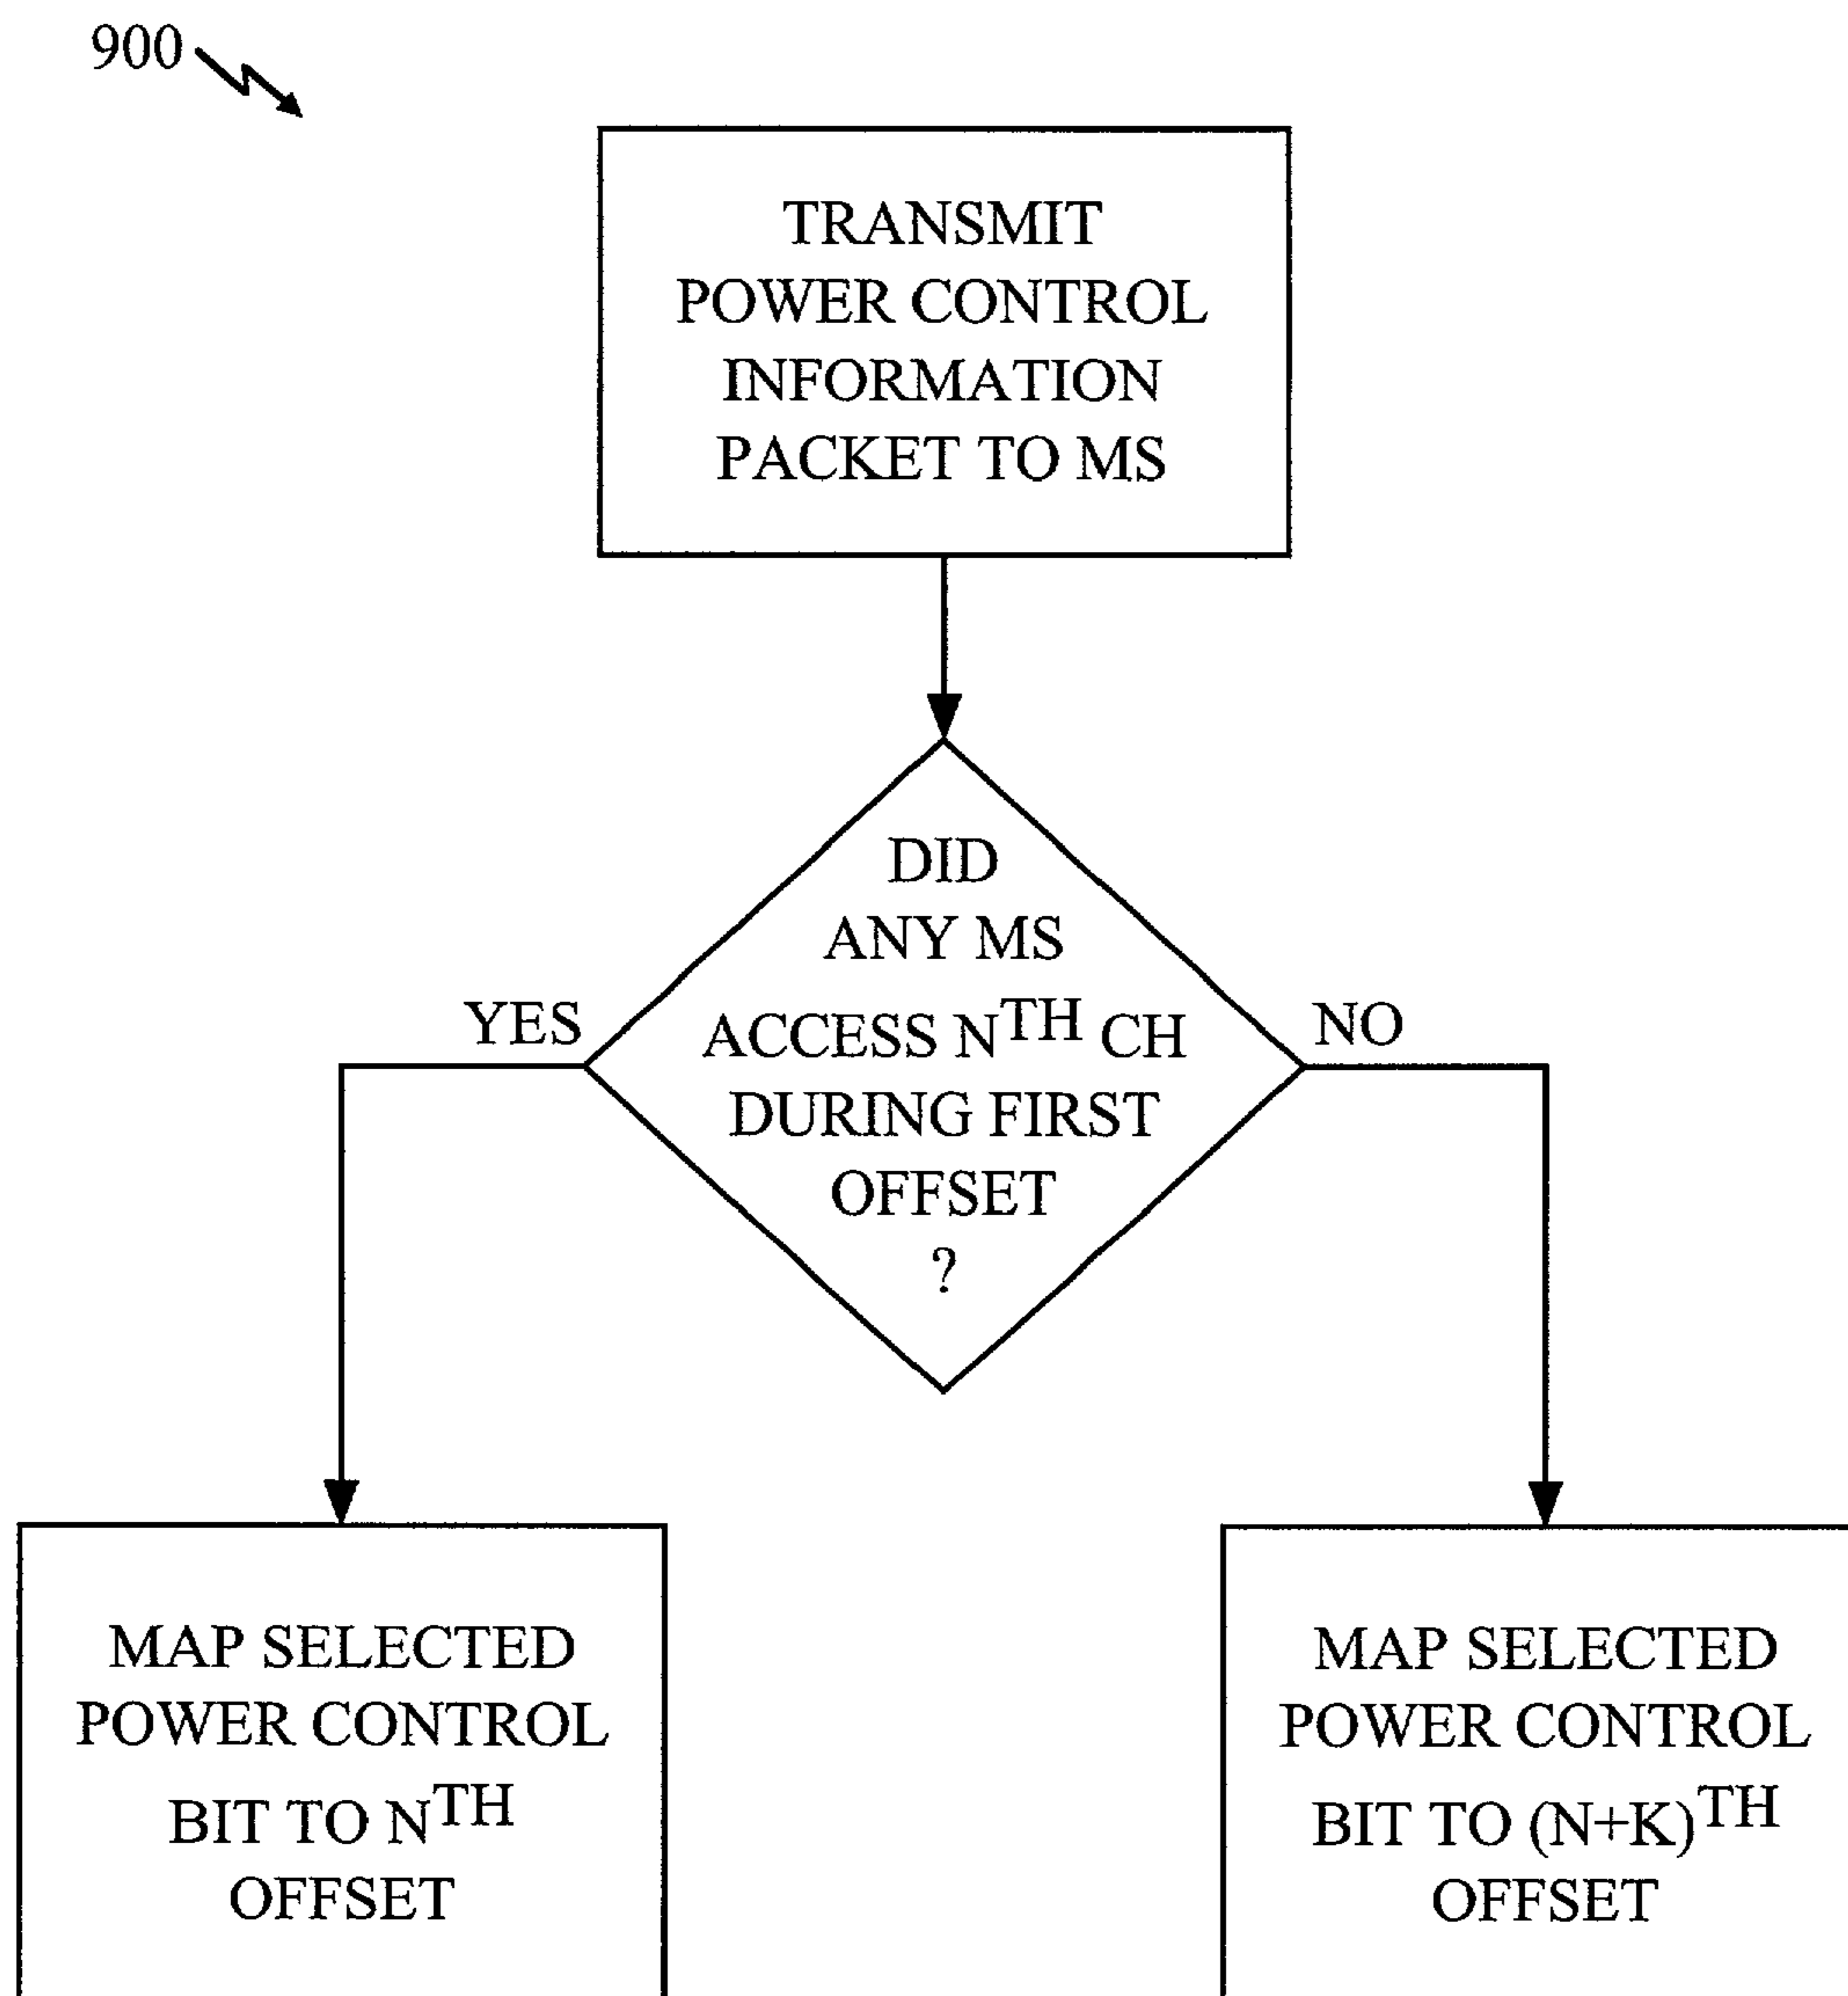 900
TRANSMIT
POWER CONTROL
INFORMATION
PACKET TO MS
DID
ANY MS
ACCESS NTH CH
DURING FIRST
OFFSET
?
YES
NO
MAP SELECTED
POWER CONTROL
BIT TO NTH
OFFSET
MAP SELECTED
POWER CONTROL
BIT TO (N+K)TH
OFFSET